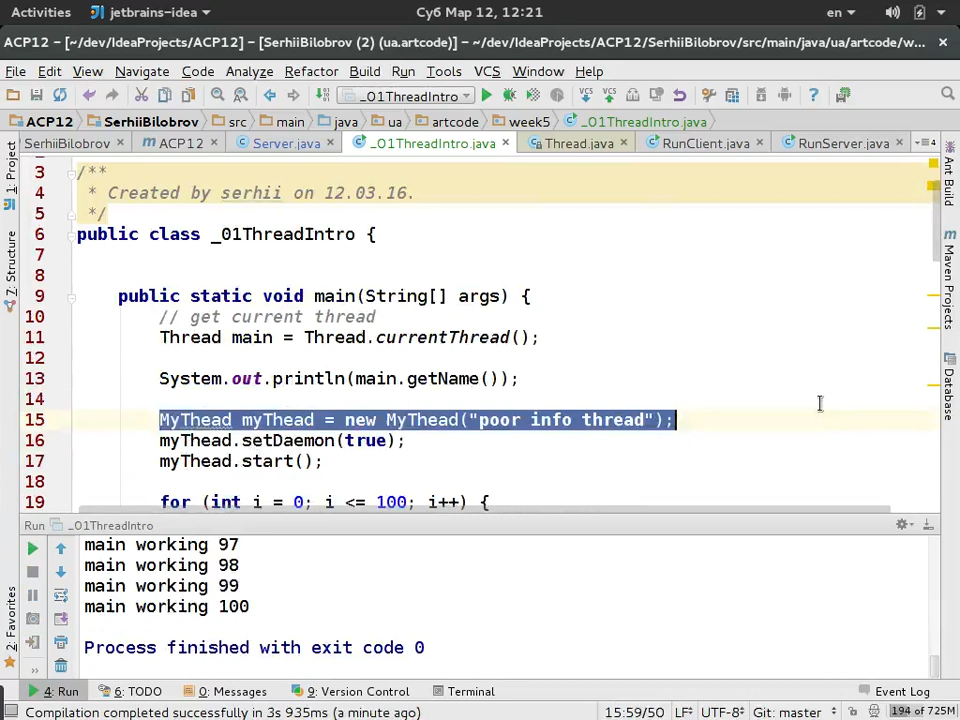 Activities jetbrains-idea Суб Мар 12, 12:21 en
ACP12 – [~/dev/IdeaProjects/ACP12] – [SerhiiBilobrov (2) (ua.artcode)] – ~/dev/IdeaProjects/ACP12/SerhiiBilobrov/src/main/java/ua/artcode/w...
File Edit View Navigate Code Analyze Refactor Build Run Tools VCS Window Help
_01ThreadIntro
ACP12 SerhiiBilobrov src main java ua artcode week5 _01ThreadIntro.java
SerhiiBilobrov ACP12 Server.java _01ThreadIntro.java Thread.java RunClient.java RunServer.java 4
1: Project
7: Structure
2: Favorites
Ant Build
Maven Projects
Database
3 /**
4 * Created by serhii on 12.03.16.
5 */
6 public class _01ThreadIntro {
7
8
9 public static void main(String[] args) {
10 // get current thread
11 Thread main = Thread.currentThread();
12
13 System.out.println(main.getName());
14
15 MyThead myThead = new MyThead("poor info thread");
16 myThead.setDaemon(true);
17 myThead.start();
18
19 for (int i = 0; i <= 100; i++) {
Run _01ThreadIntro
main working 97
main working 98
main working 99
main working 100
Process finished with exit code 0
4: Run 6: TODO 0: Messages 9: Version Control Terminal Event Log
Compilation completed successfully in 3s 935ms (a minute ago) 15:59/50 LF UTF-8 Git: master 194 of 725M